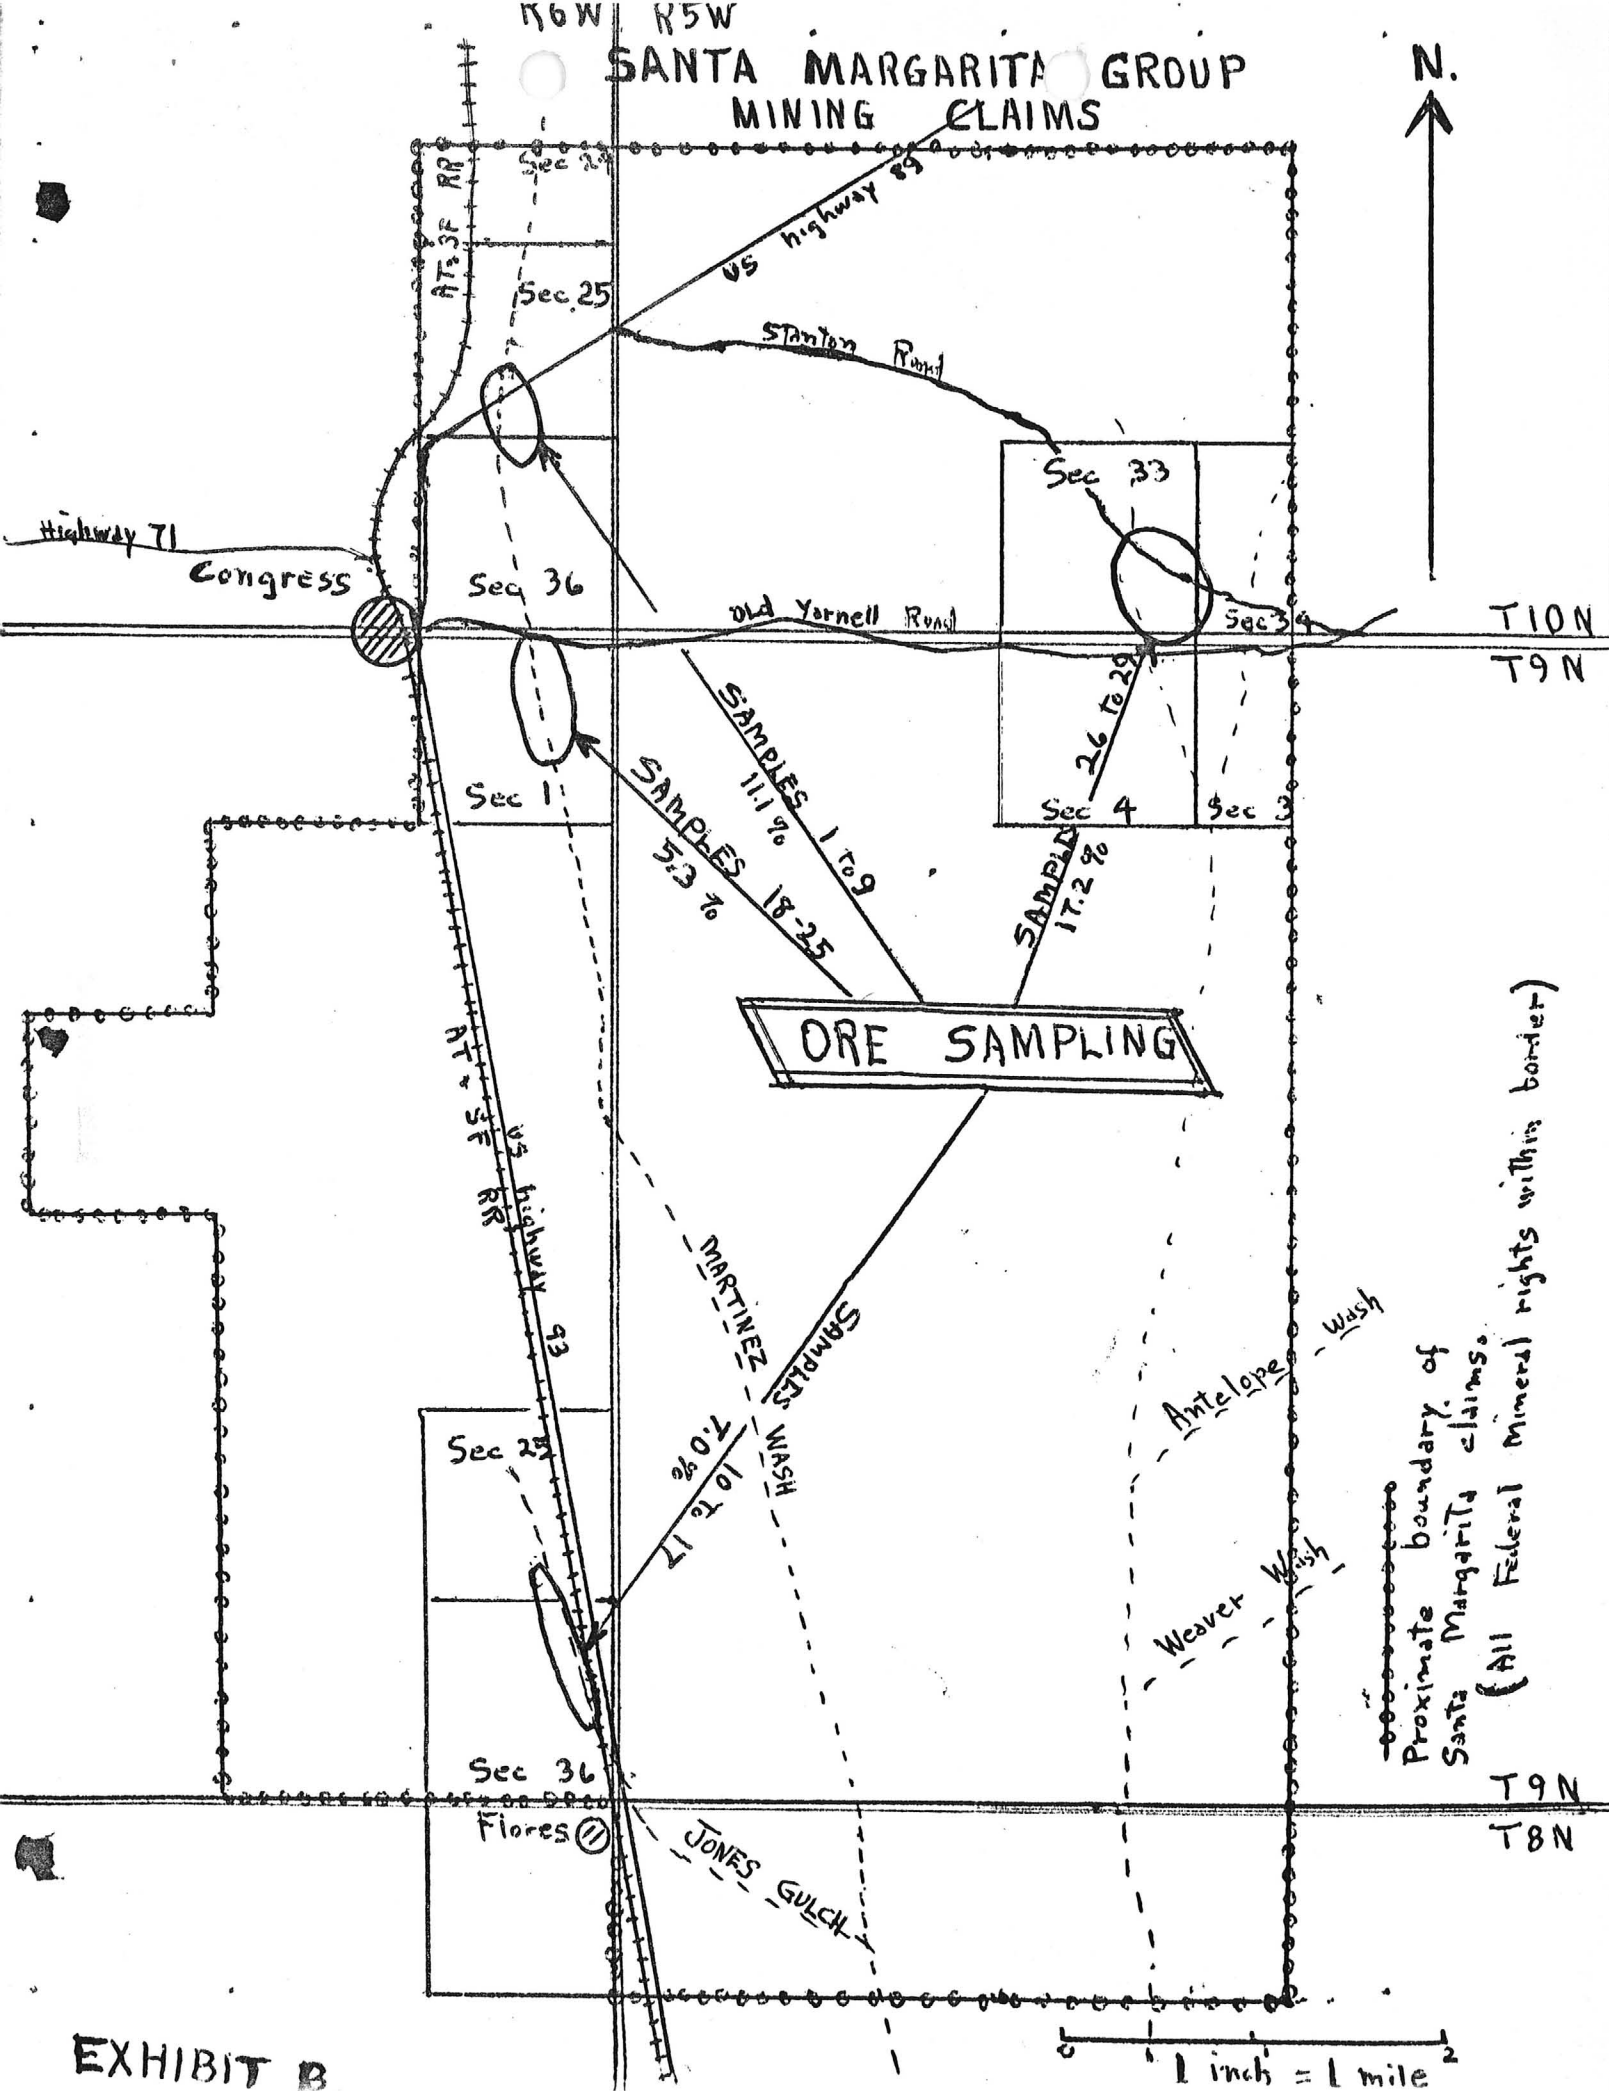 R6W R5W
SANTA MARGARITA GROUP
MINING CLAIMS
N.
AT&SF RR
Sec 24
US highway 89
Sec. 25
Stanton Road
Highway 71
Congress
Sec 36
Sec 33
Old Yarnell Road
Sec 34
T10N
T9N
Sec 1
SAMPLES 1 to 9
11.1 %
SAMPLES 18-25
5.3 %
SAMPLE 26 to 29
17.2 %
Sec 4
Sec 3
ORE SAMPLING
AT&SF RR
US highway 93
MARTINEZ WASH
SAMPLES 10 to 17
7.0%
Antelope Wash
Weaver Wash
Sec 25
Sec 36
Proximate boundary of
Santa Margarita claims.
(All Federal Mineral rights within border)
T9N
T8N
Flores
JONES GULCH
0 1 2
1 inch = 1 mile
EXHIBIT B